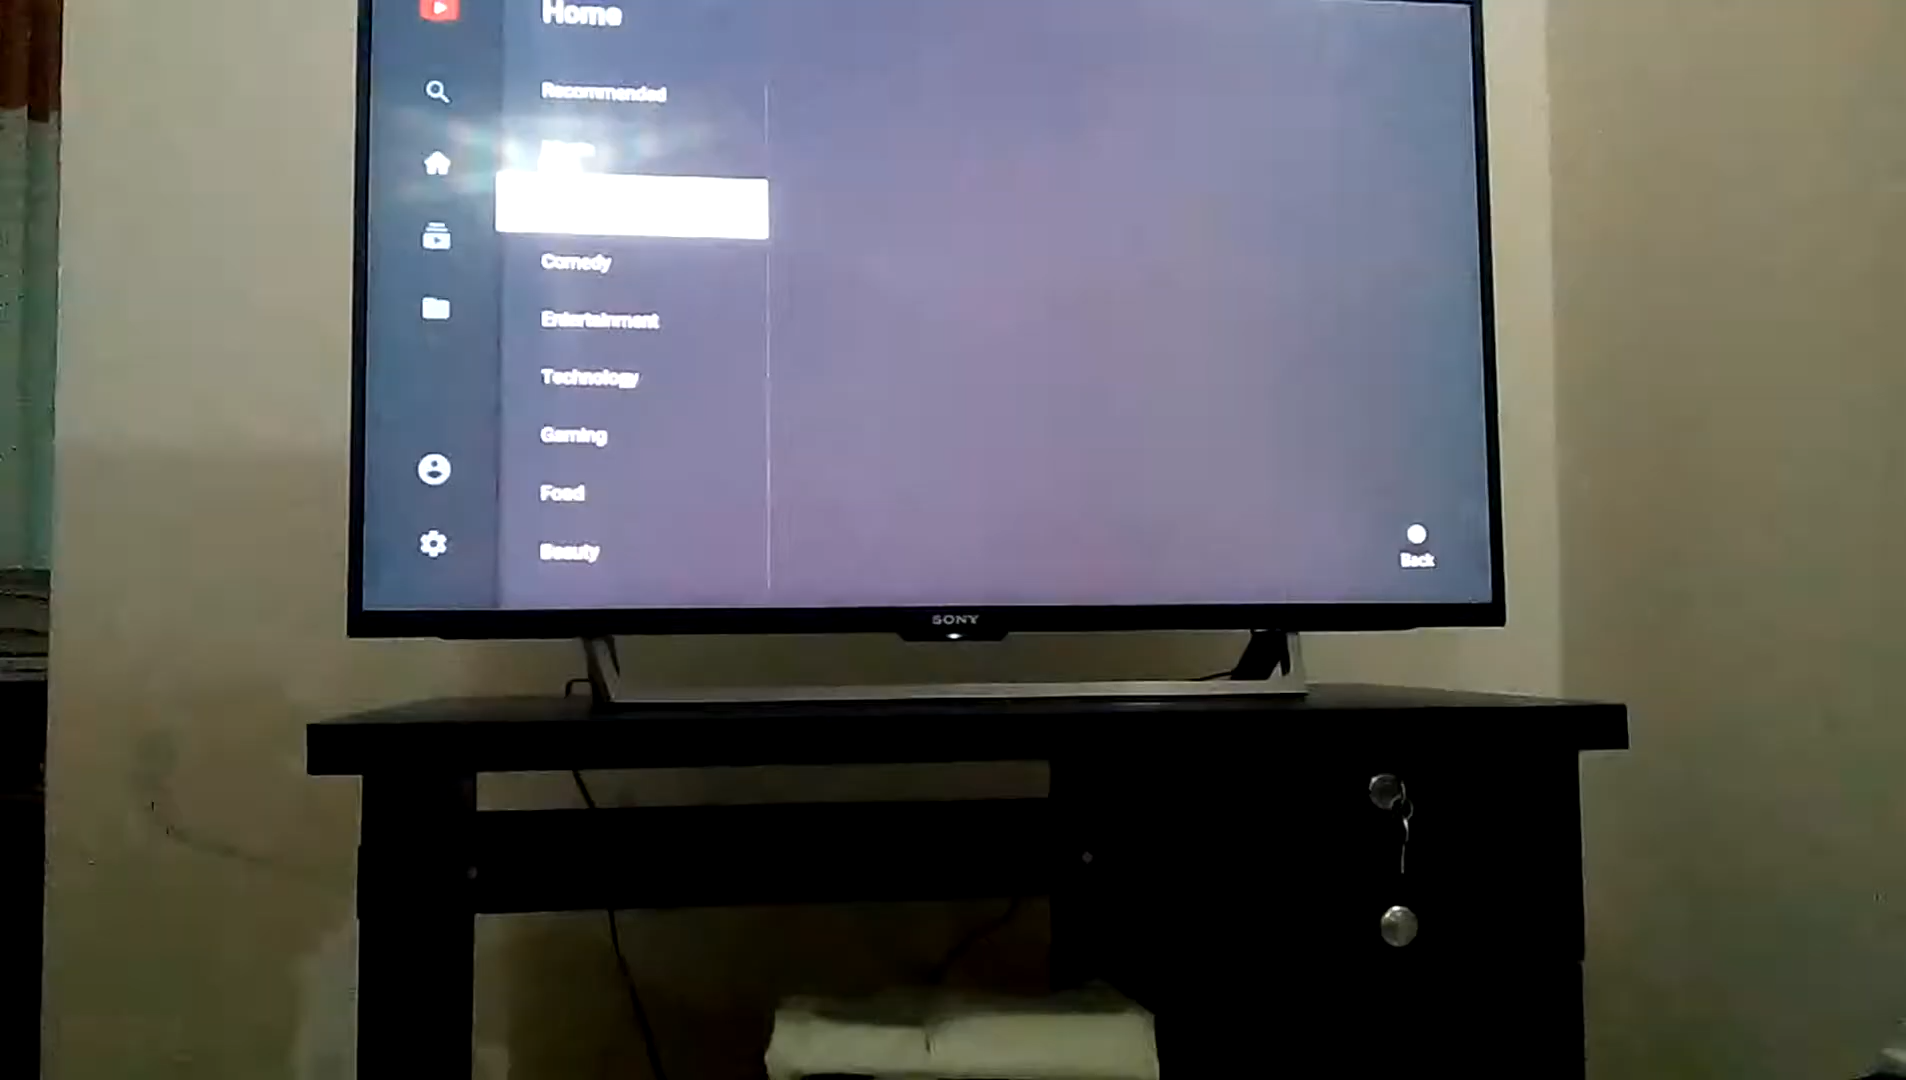 Home
Recommended
Comedy
Entertainment
Technology
Gaming
Food
Beauty
Back
SONY